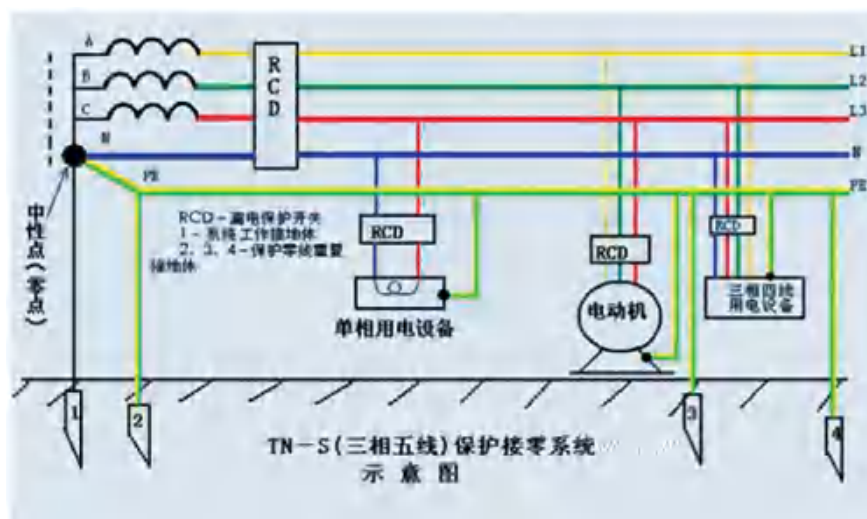 A
L1
B
L2
C
L3
N
N
PE
PE
RCD
中性点(零点)
RCD-漏电保护开关
1-系统工作接地体
2、3、4-保护零线重复
接地体
RCD
RCD
RCD
单相用电设备
电动机
三相四线
用电设备
1
2
3
4
TN-S(三相五线)保护接零系统
示意图